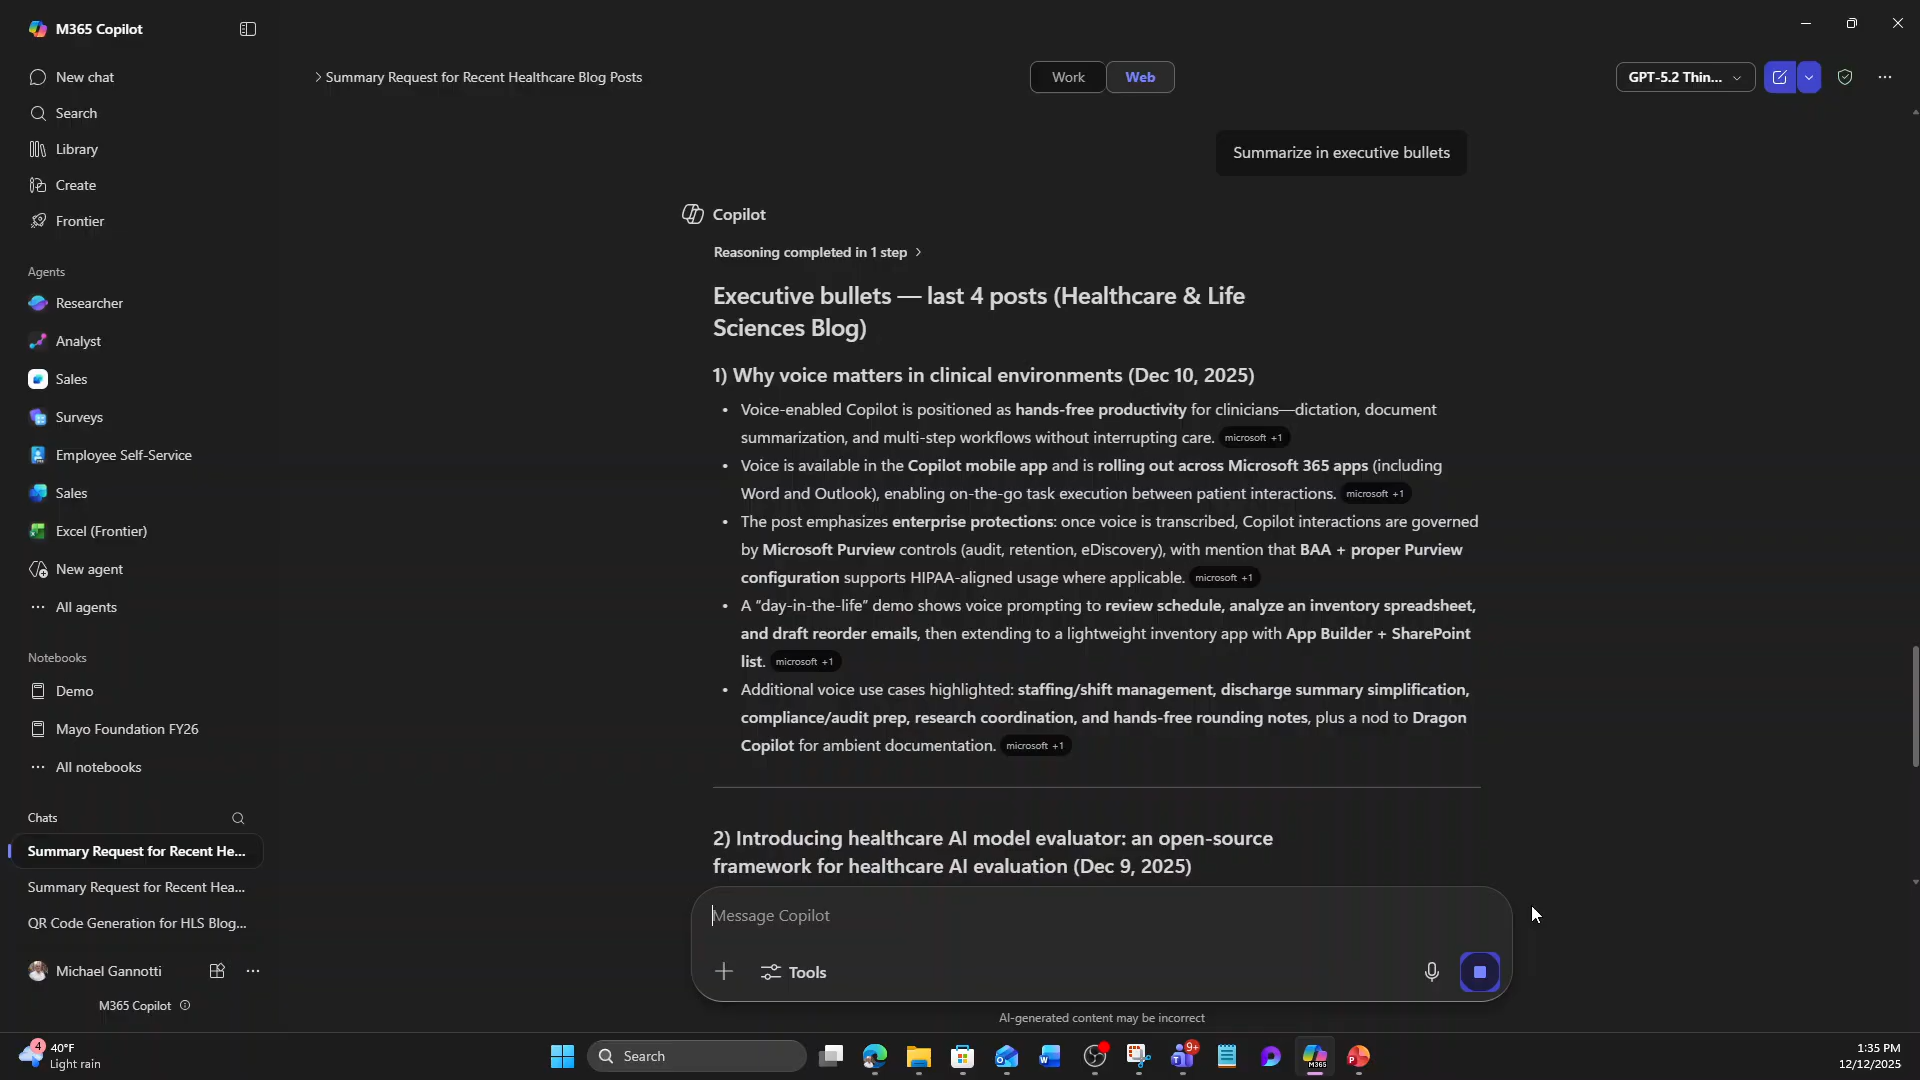 M365 Copilot
New chat
Search
Library
Create
Frontier
Agents
Researcher
Analyst
Sales
Surveys
Employee Self-Service
Sales
Excel (Frontier)
New agent
All agents
Notebooks
Demo
Mayo Foundation FY26
All notebooks
Chats
Summary Request for Recent He...
Summary Request for Recent Hea...
QR Code Generation for HLS Blog...
Michael Gannotti
M365 Copilot
Summary Request for Recent Healthcare Blog Posts
Work
Web
GPT-5.2 Thin...
Summarize in executive bullets
Copilot
Reasoning completed in 1 step
Executive bullets — last 4 posts (Healthcare & Life
Sciences Blog)
1) Why voice matters in clinical environments (Dec 10, 2025)
• Voice-enabled Copilot is positioned as hands-free productivity for clinicians—dictation, document
summarization, and multi-step workflows without interrupting care. microsoft +1
• Voice is available in the Copilot mobile app and is rolling out across Microsoft 365 apps (including
Word and Outlook), enabling on-the-go task execution between patient interactions. microsoft +1
• The post emphasizes enterprise protections: once voice is transcribed, Copilot interactions are governed
by Microsoft Purview controls (audit, retention, eDiscovery), with mention that BAA + proper Purview
configuration supports HIPAA-aligned usage where applicable. microsoft +1
• A “day-in-the-life” demo shows voice prompting to review schedule, analyze an inventory spreadsheet,
and draft reorder emails, then extending to a lightweight inventory app with App Builder + SharePoint
list. microsoft +1
• Additional voice use cases highlighted: staffing/shift management, discharge summary simplification,
compliance/audit prep, research coordination, and hands-free rounding notes, plus a nod to Dragon
Copilot for ambient documentation. microsoft +1
2) Introducing healthcare AI model evaluator: an open-source
framework for healthcare AI evaluation (Dec 9, 2025)
Message Copilot
Tools
AI-generated content may be incorrect
4
40°F
Light rain
Search
9+
M365
1:35 PM
12/12/2025